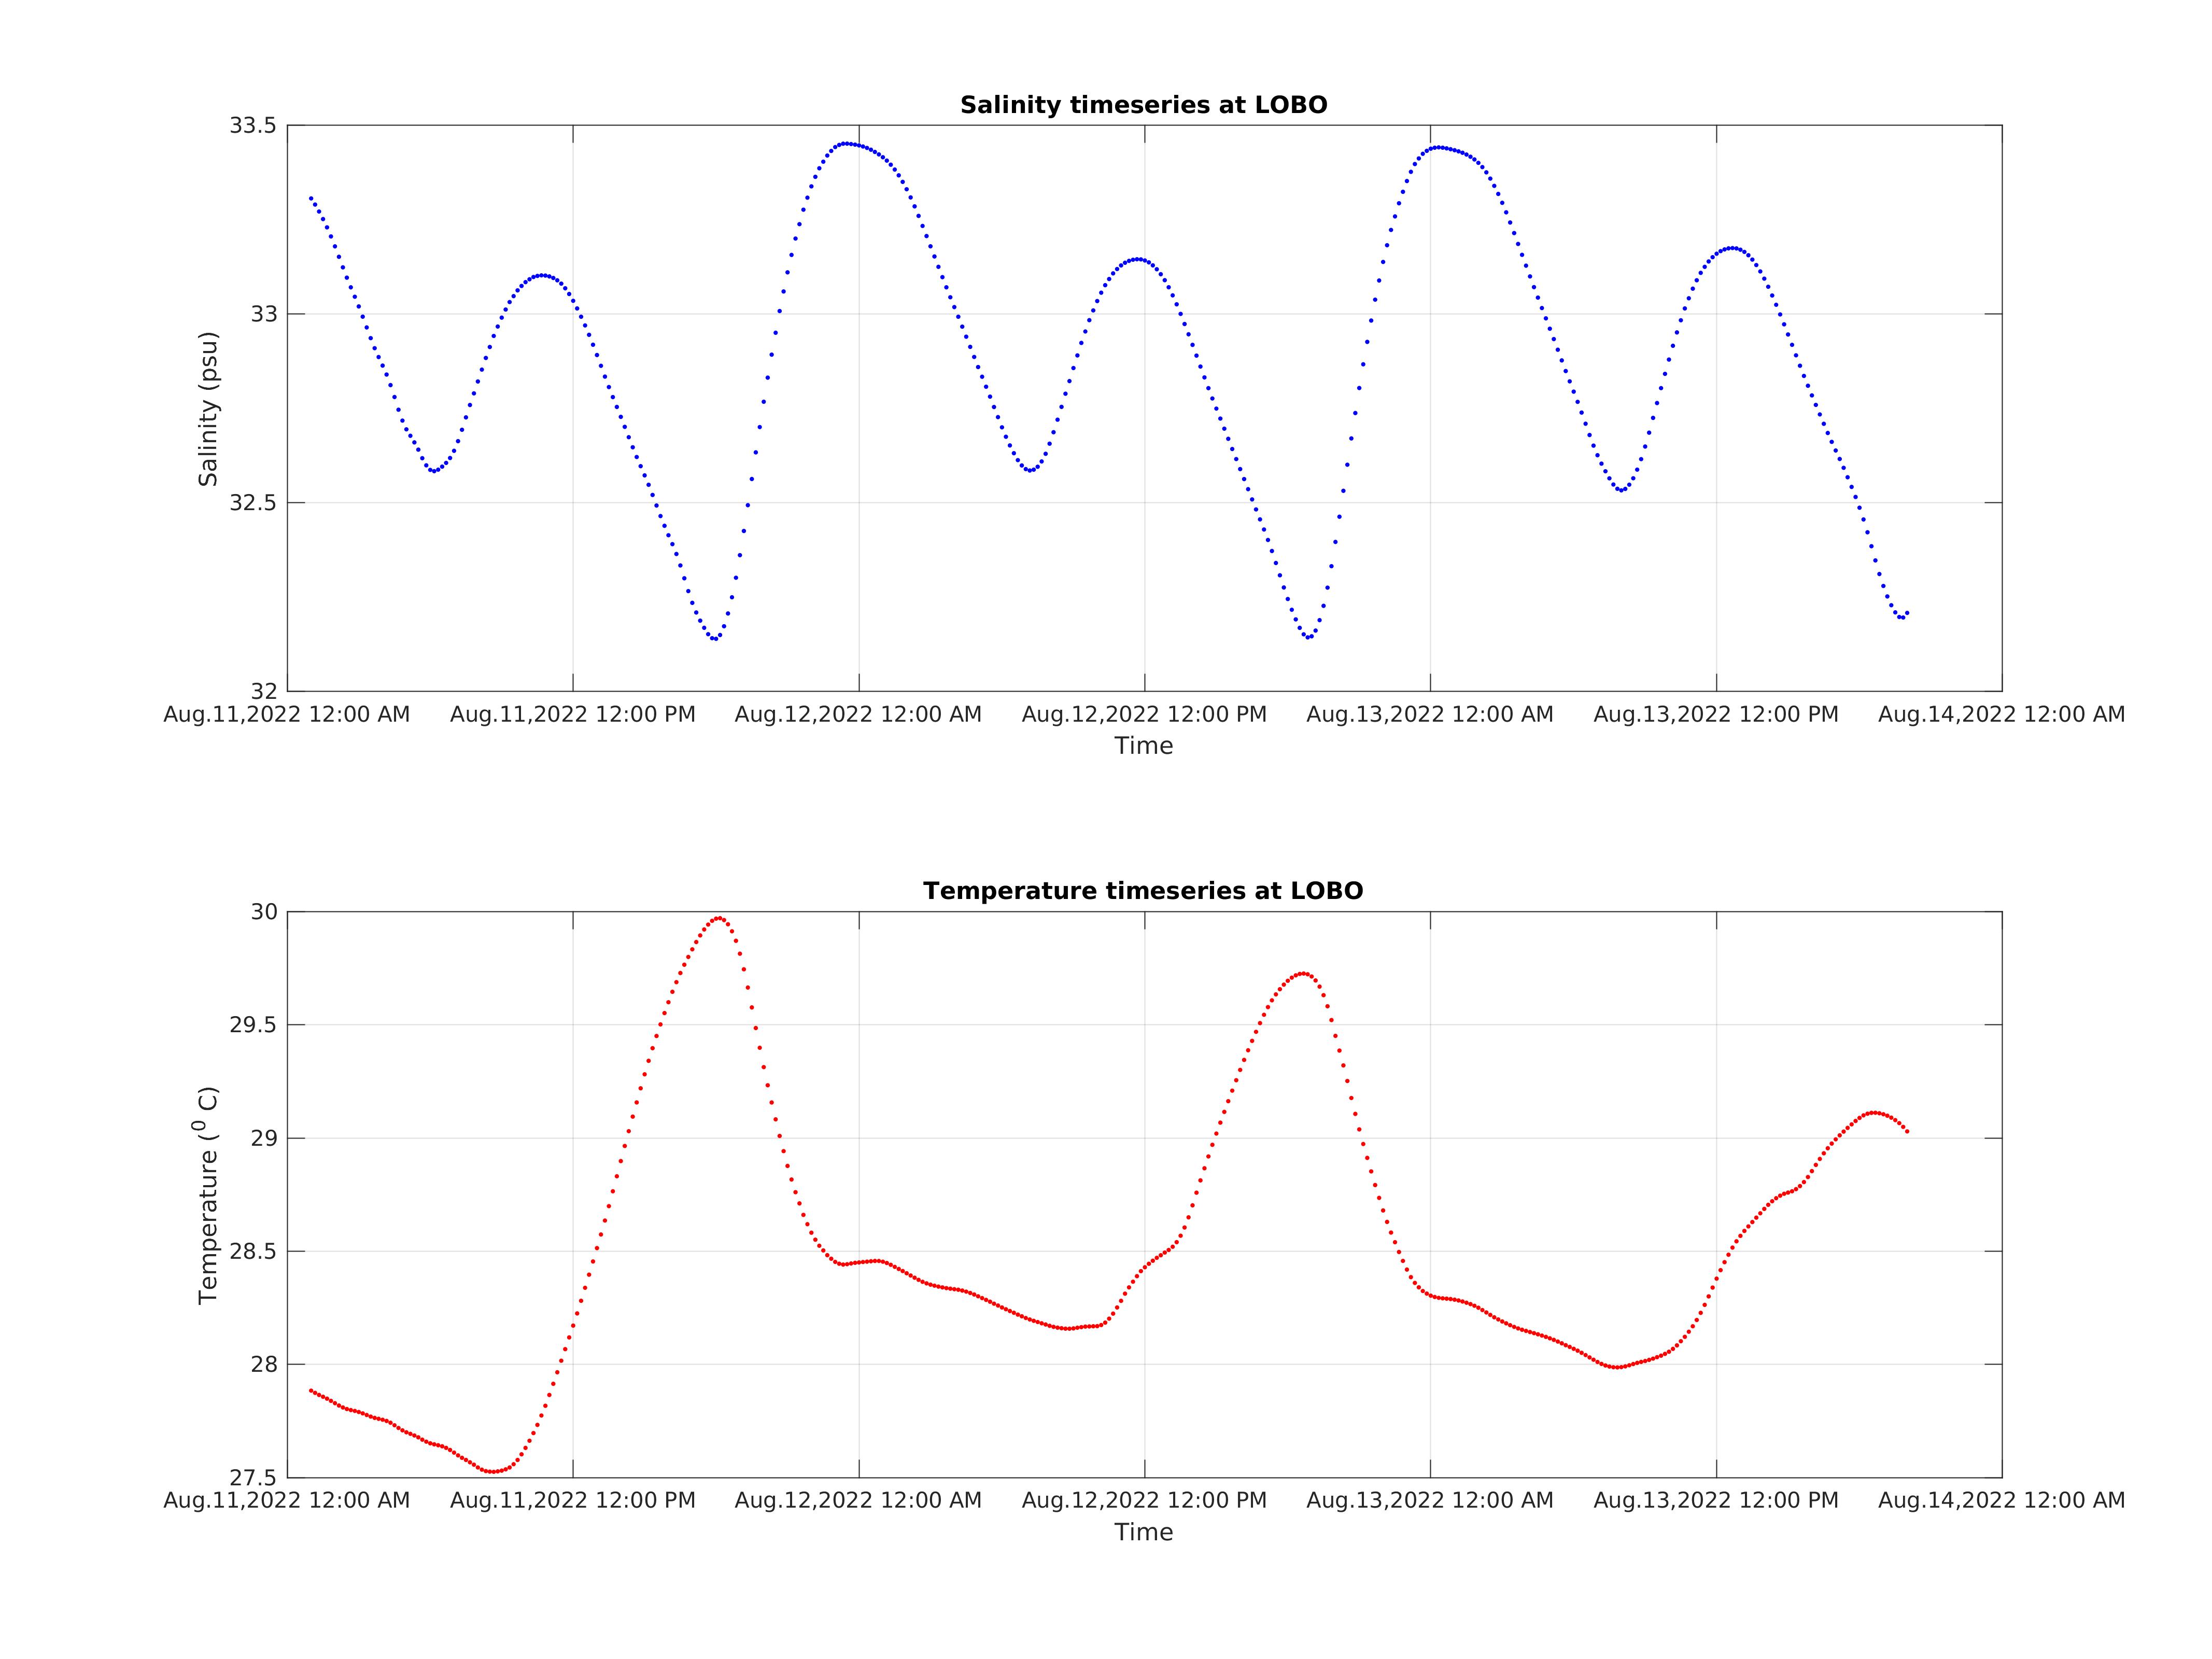 Salinity timeseries at LOBO
33.5
33
32.5
32
Salinity (psu)
Aug.11,2022 12:00 AM Aug.11,2022 12:00 PM Aug.12,2022 12:00 AM Aug.12,2022 12:00 PM Aug.13,2022 12:00 AM Aug.13,2022 12:00 PM Aug.14,2022 12:00 AM
Time
Temperature timeseries at LOBO
30
29.5
29
28.5
28
27.5
Temperature (⁰ C)
Aug.11,2022 12:00 AM Aug.11,2022 12:00 PM Aug.12,2022 12:00 AM Aug.12,2022 12:00 PM Aug.13,2022 12:00 AM Aug.13,2022 12:00 PM Aug.14,2022 12:00 AM
Time